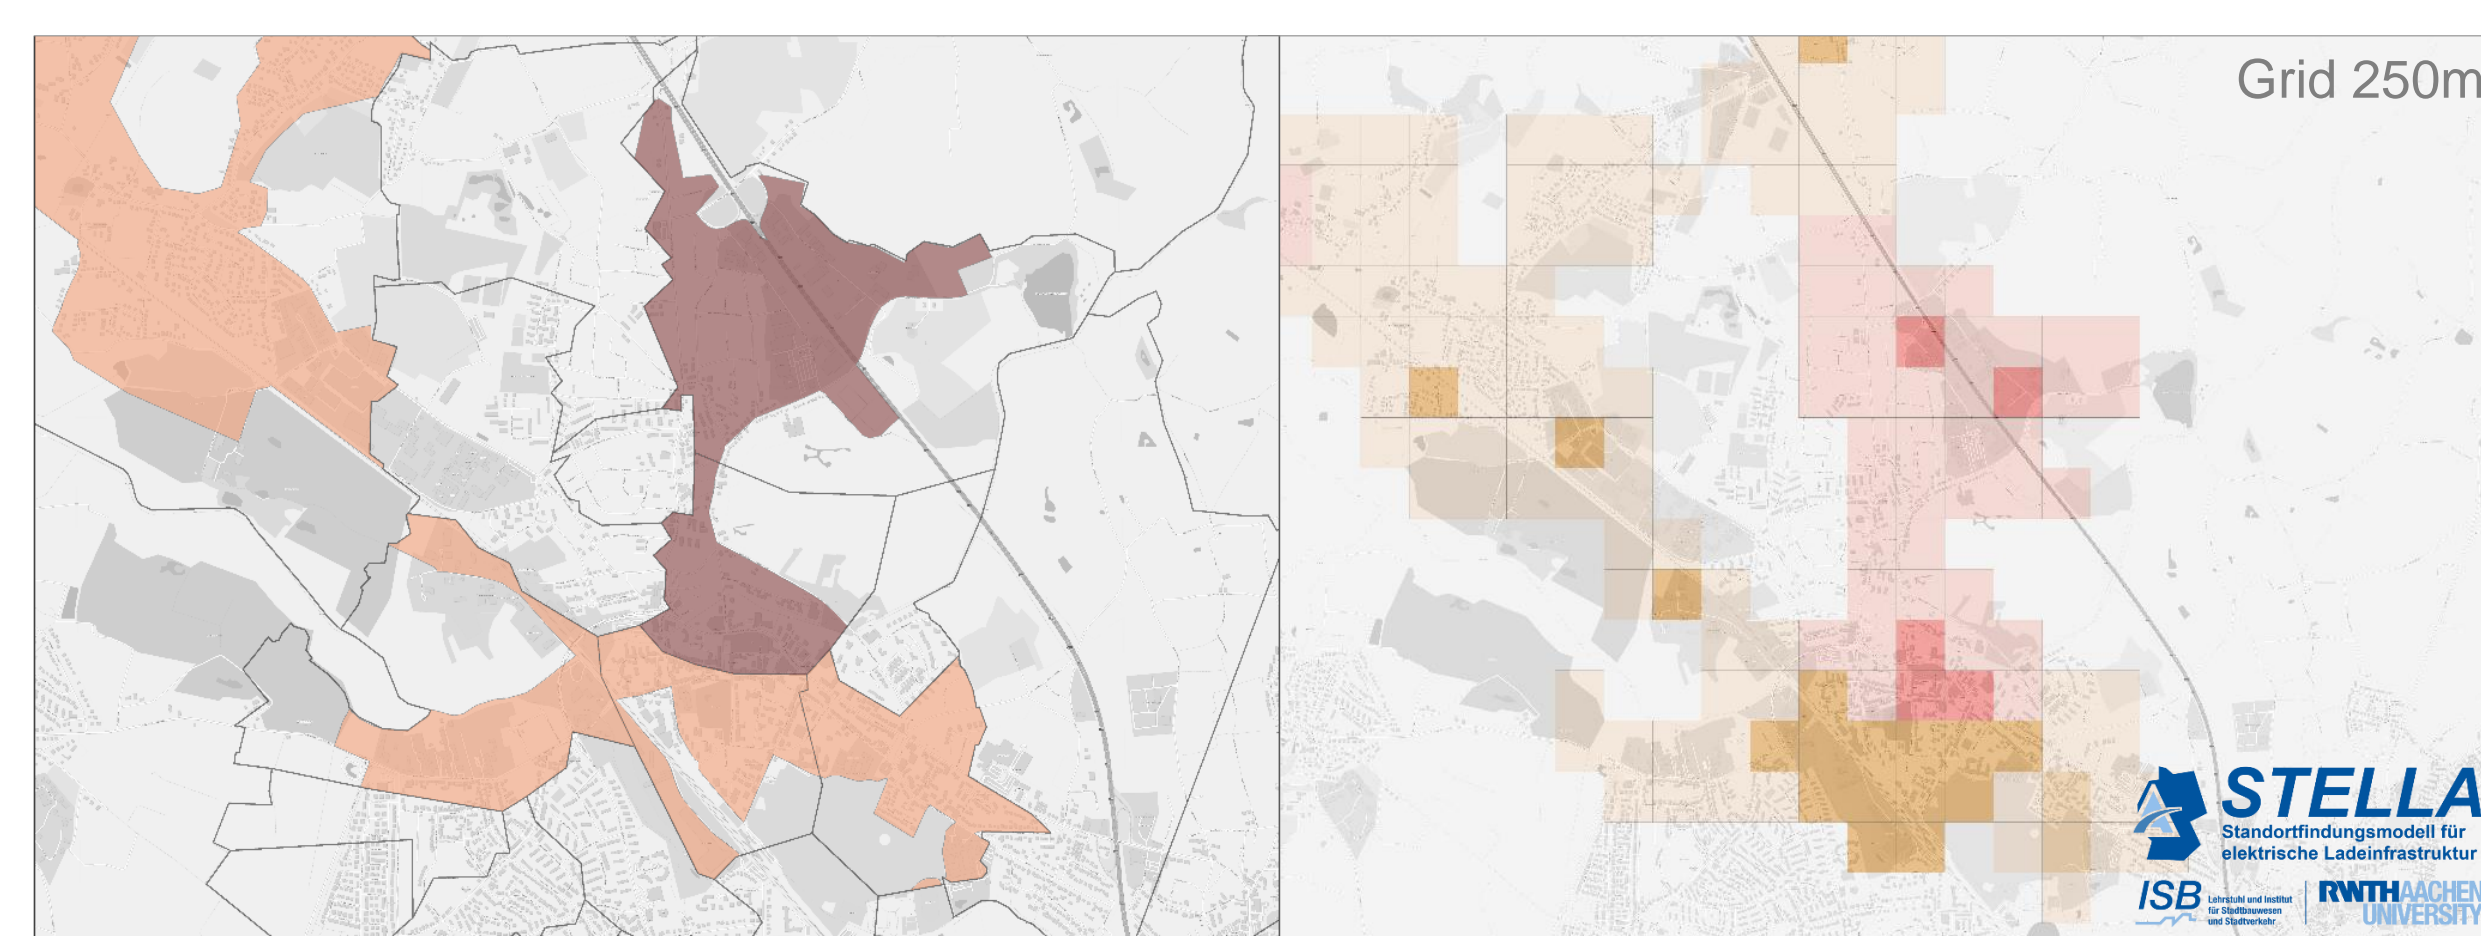 Grid 250m
STELLA
Standortfindungsmodell für
elektrische Ladeinfrastruktur
ISB
Lehrstuhl und Institut
für Stadtbauwesen
und Stadtverkehr
RWTHAACHEN
UNIVERSITY